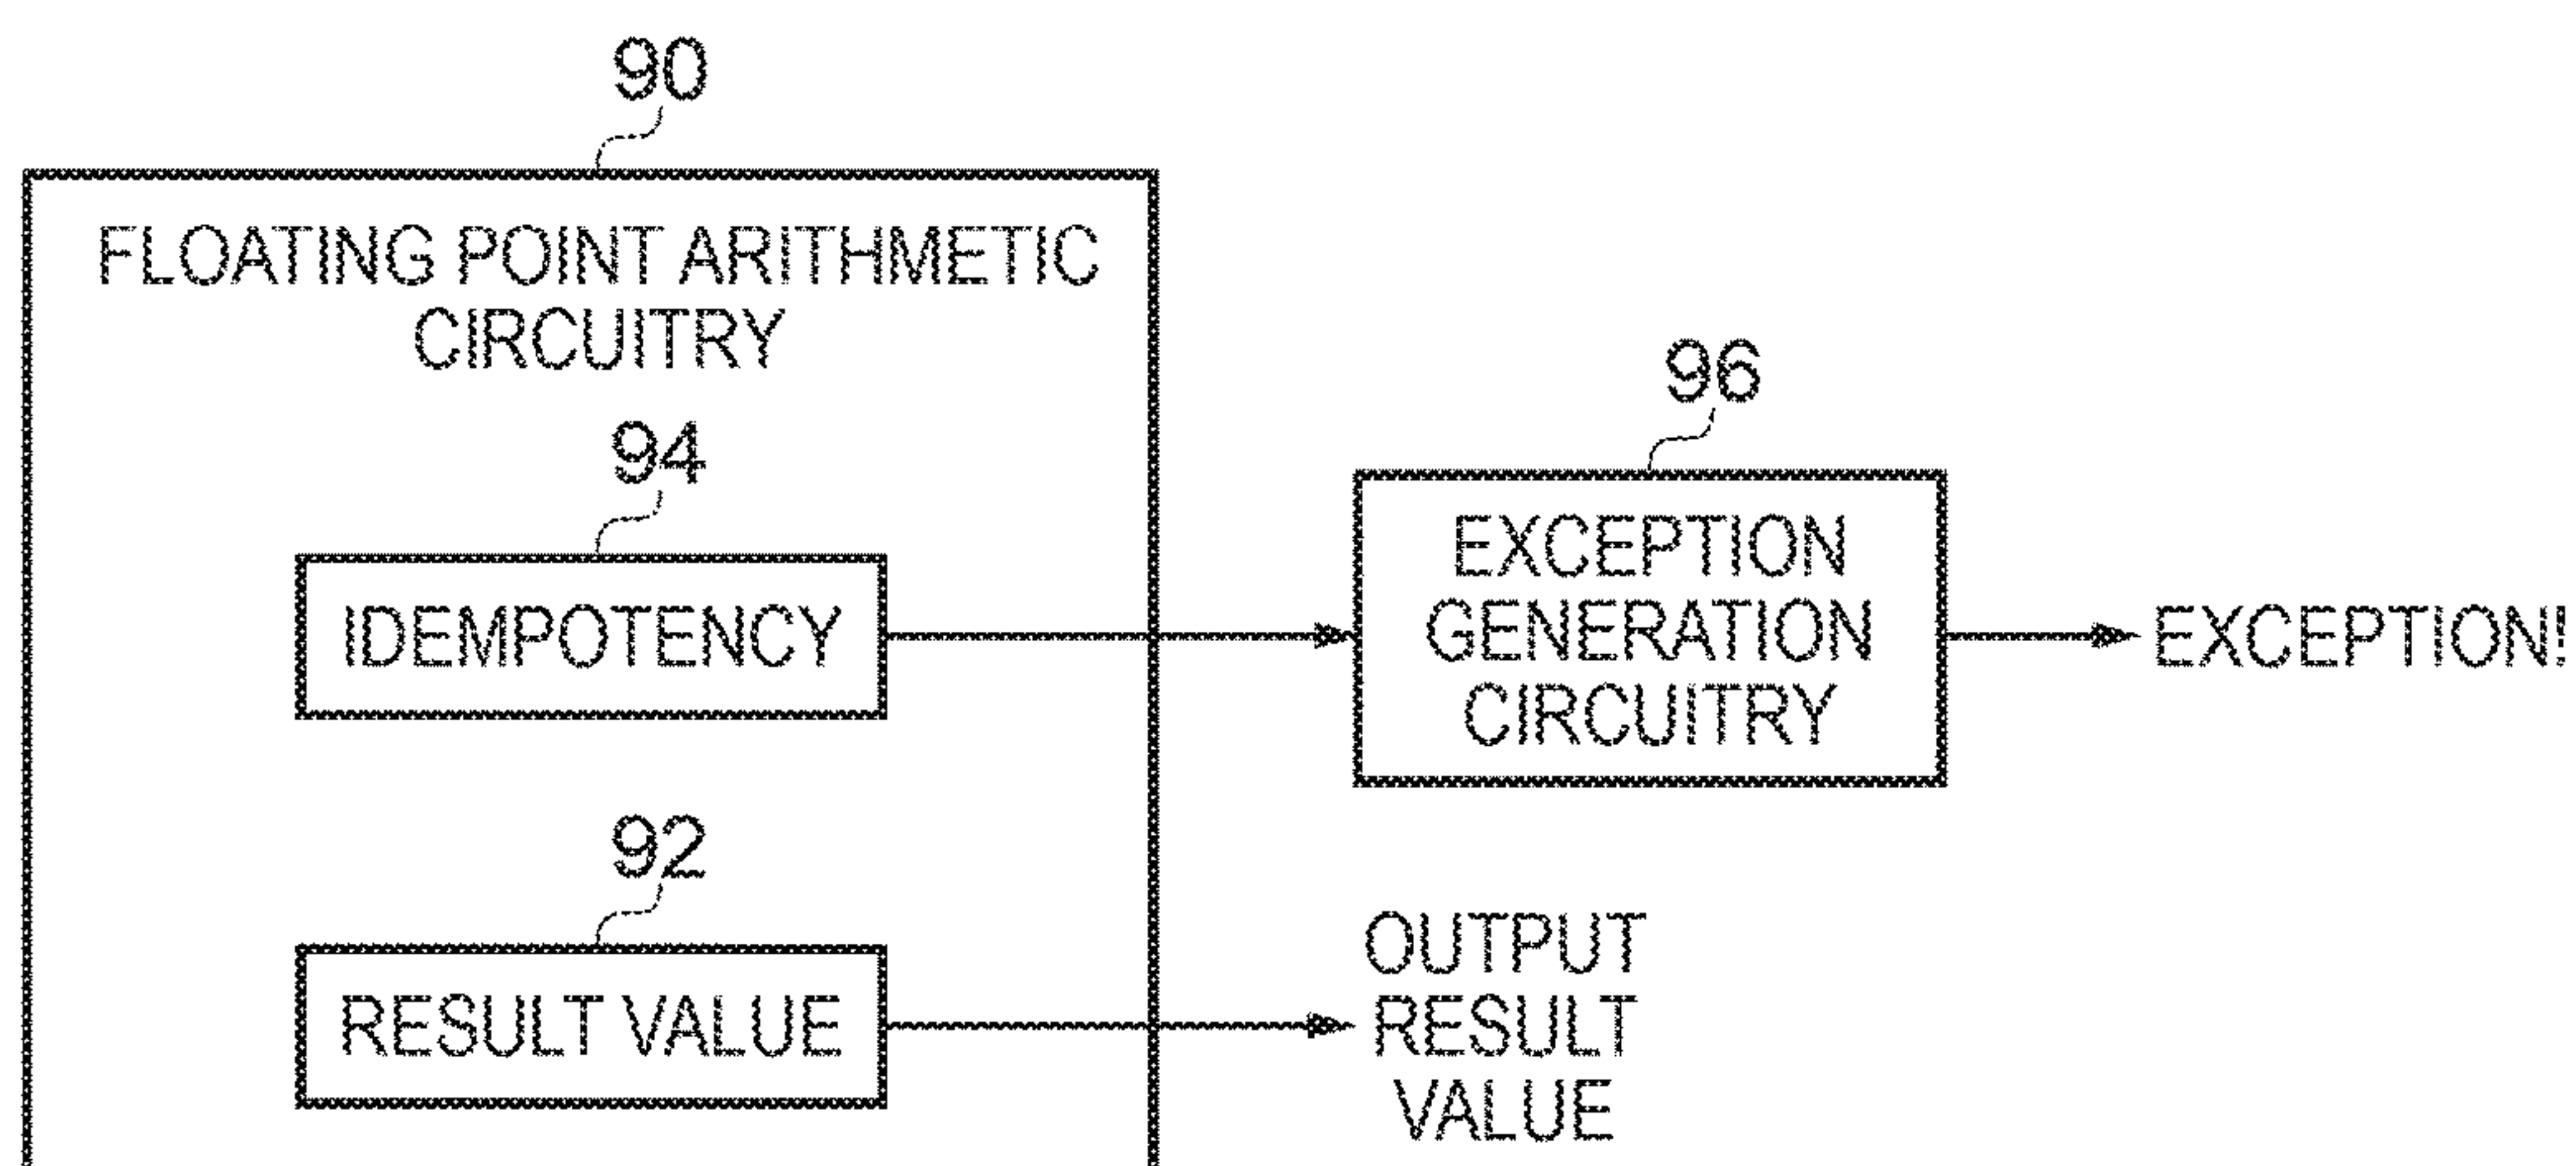 90
FLOATING POINT ARITHMETIC
CIRCUITRY
94
IDEMPOTENCY
96
EXCEPTION
GENERATION
CIRCUITRY
EXCEPTION!
92
RESULT VALUE
OUTPUT
RESULT
VALUE